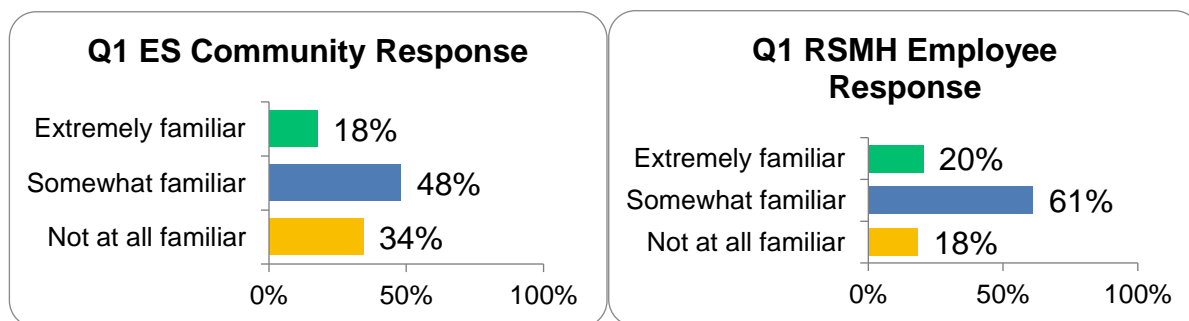 Q1 ES Community Response
Extremely familiar 18%
Somewhat familiar 48%
Not at all familiar 34%
0% 50% 100%
Q1 RSMH Employee
Response
Extremely familiar 20%
Somewhat familiar 61%
Not at all familiar 18%
0% 50% 100%